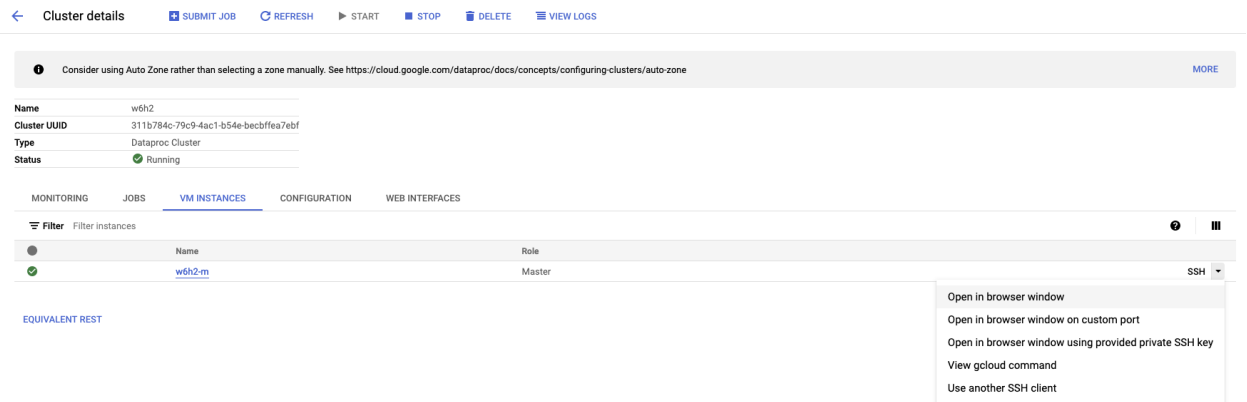 Cluster details SUBMIT JOB REFRESH START STOP DELETE VIEW LOGS
Consider using Auto Zone rather than selecting a zone manually. See https://cloud.google.com/dataproc/docs/concepts/configuring-clusters/auto-zone MORE
Name w6h2
Cluster UUID 311b784c-79c9-4ac1-b54e-becbffea7ebf
Type Dataproc Cluster
Status Running
MONITORING JOBS VM INSTANCES CONFIGURATION WEB INTERFACES
Filter Filter instances
Name Role
w6h2-m Master SSH
Open in browser window
EQUIVALENT REST Open in browser window on custom port
Open in browser window using provided private SSH key
View gcloud command
Use another SSH client